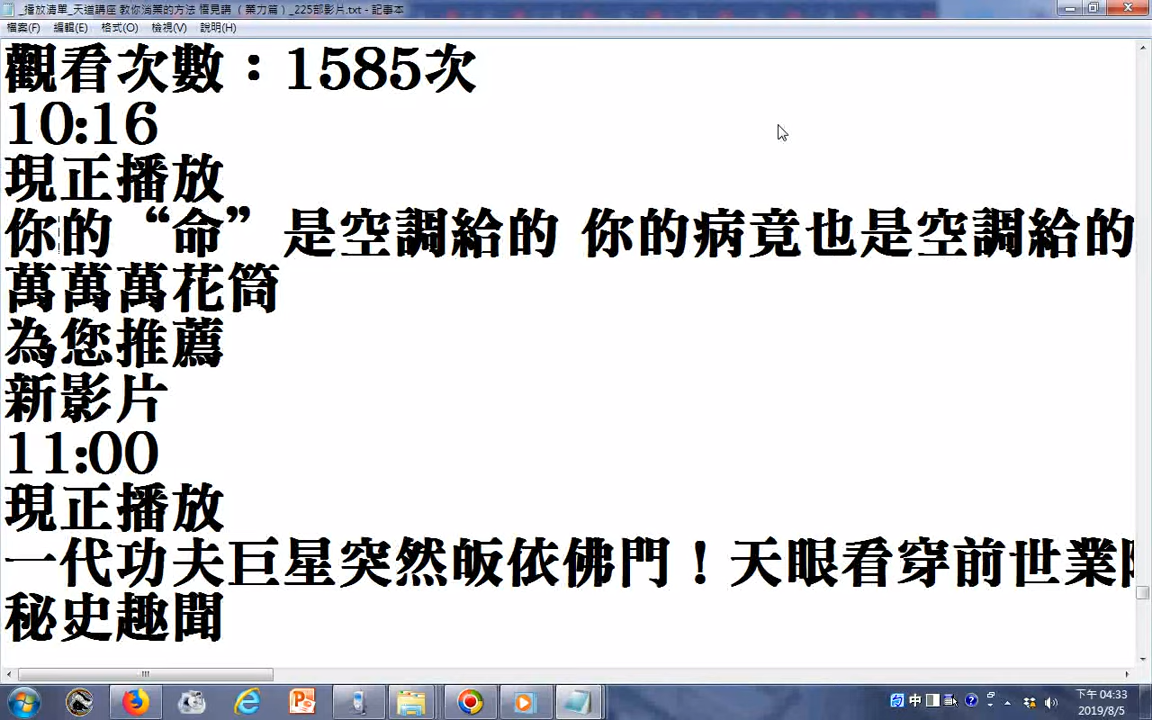 _播放清單_天道講座 教你消業的方法 悟見講 ( 業力篇 ) _225部影片.txt - 記事本
檔案(F) 編輯(E) 格式(O) 檢視(V) 說明(H)
觀看次數：1585次
10:16
現正播放
你的“命”是空調給的 你的病竟也是空調給的
萬萬萬花筒
為您推薦
新影片
11:00
現正播放
一代功夫巨星突然皈依佛門！天眼看穿前世業
秘史趣聞
中
下午 04:33
2019/8/5